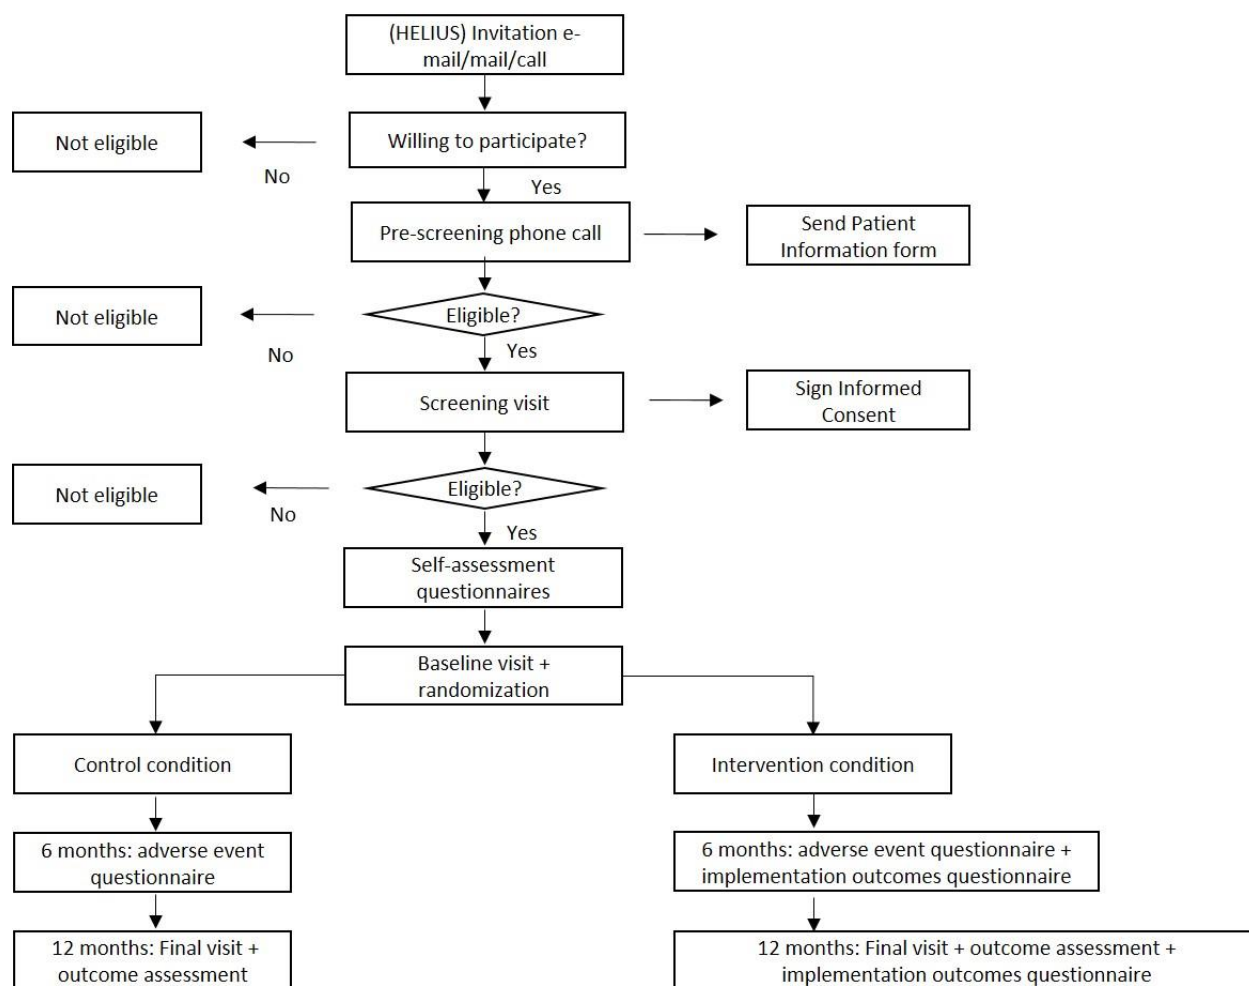 (HELIUS) Invitation e-
mail/mail/call
Not eligible
Willing to participate?
No
Yes
Pre-screening phone call
Send Patient
Information form
Not eligible
Eligible?
No
Yes
Screening visit
Sign Informed
Consent
Not eligible
Eligible?
No
Yes
Self-assessment
questionnaires
Baseline visit +
randomization
Control condition
Intervention condition
6 months: adverse event
questionnaire
6 months: adverse event questionnaire +
implementation outcomes questionnaire
12 months: Final visit +
outcome assessment
12 months: Final visit + outcome assessment +
implementation outcomes questionnaire